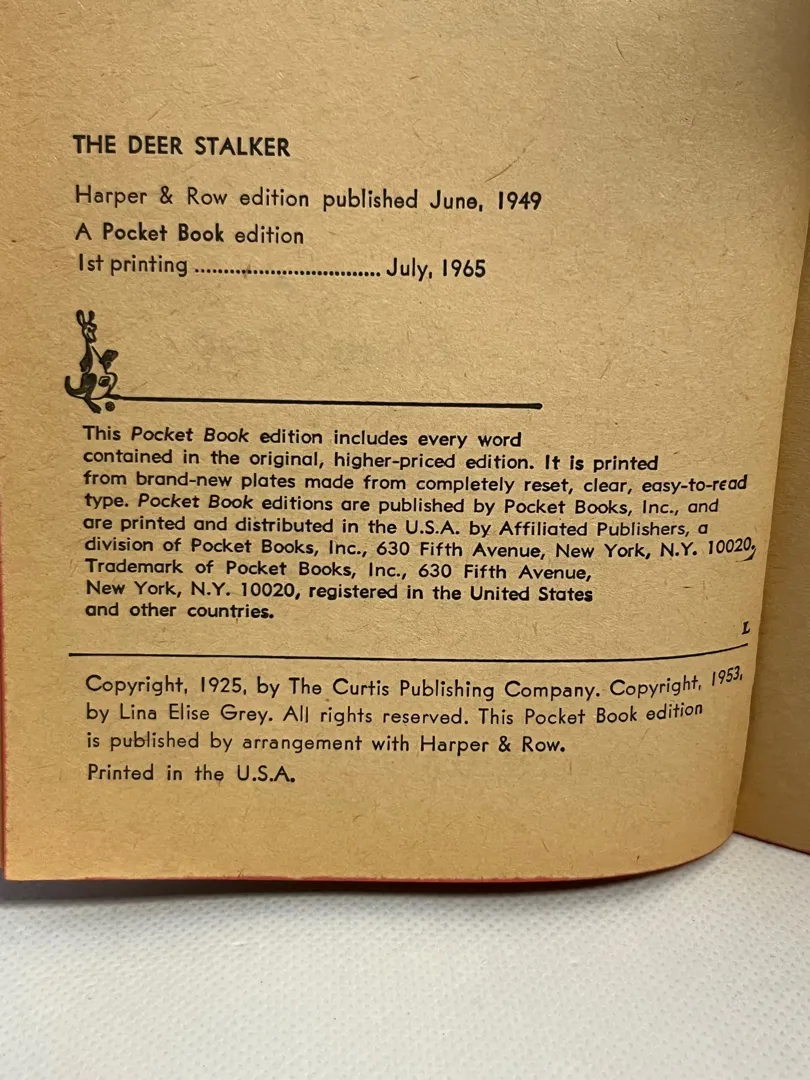 THE DEER STALKER
Harper & Row edition published June, 1949
A Pocket Book edition
1st printing ............................... July, 1965
This Pocket Book edition includes every word
contained in the original, higher-priced edition. It is printed
from brand-new plates made from completely reset, clear, easy-to-read
type. Pocket Book editions are published by Pocket Books, Inc., and
are printed and distributed in the U.S.A. by Affiliated Publishers, a
division of Pocket Books, Inc., 630 Fifth Avenue, New York, N.Y. 10020,
Trademark of Pocket Books, Inc., 630 Fifth Avenue,
New York, N.Y. 10020, registered in the United States
and other countries.
L
Copyright, 1925, by The Curtis Publishing Company. Copyright, 1953,
by Lina Elise Grey. All rights reserved. This Pocket Book edition
is published by arrangement with Harper & Row.
Printed in the U.S.A.